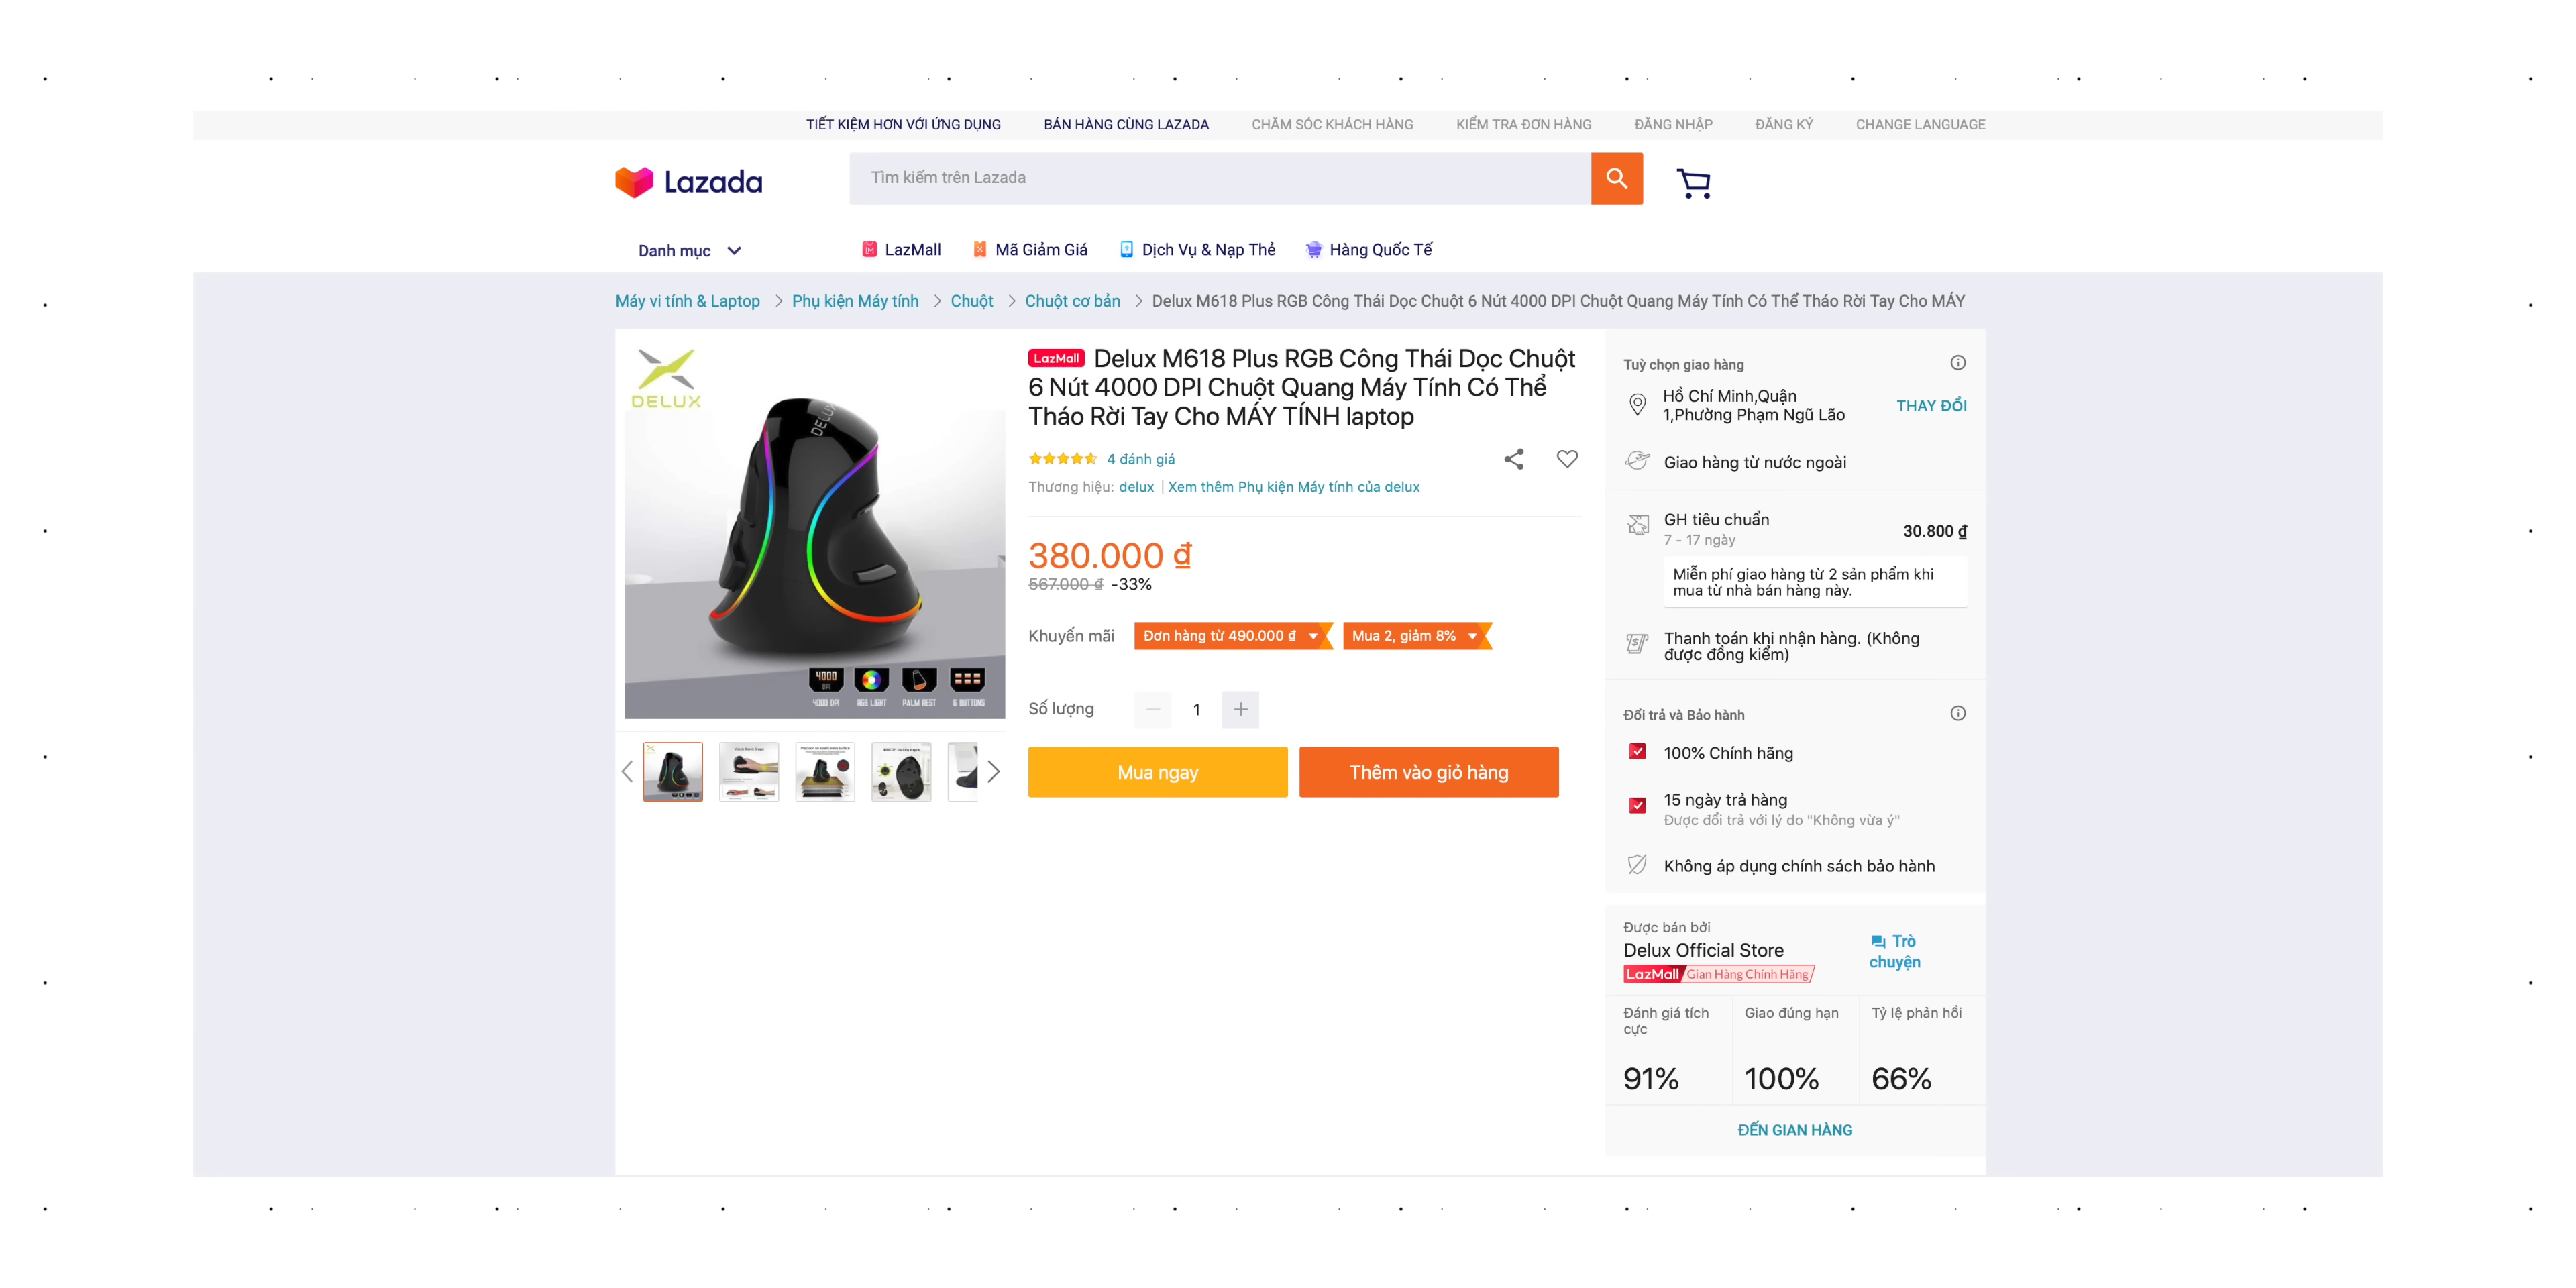 TIẾT KIỆM HƠN VỚI ỨNG DỤNG BÁN HÀNG CÙNG LAZADA CHĂM SÓC KHÁCH HÀNG KIỂM TRA ĐƠN HÀNG ĐĂNG NHẬP ĐĂNG KÝ CHANGE LANGUAGE
Lazada
Tìm kiếm trên Lazada
Danh mục
LazMall Mã Giảm Giá Dịch Vụ & Nạp Thẻ Hàng Quốc Tế
Máy vi tính & Laptop > Phụ kiện Máy tính > Chuột > Chuột cơ bản > Delux M618 Plus RGB Công Thái Dọc Chuột 6 Nút 4000 DPI Chuột Quang Máy Tính Có Thể Tháo Rời Tay Cho MÁY
DELUX
DELUX
4000
DPI
4000 DPI RGB LIGHT PALM REST 6 BUTTONS
LazMall Delux M618 Plus RGB Công Thái Dọc Chuột
6 Nút 4000 DPI Chuột Quang Máy Tính Có Thể
Tháo Rời Tay Cho MÁY TÍNH laptop
4 đánh giá
Thương hiệu: delux | Xem thêm Phụ kiện Máy tính của delux
380.000 ₫
567.000 ₫ -33%
Khuyến mãi Đơn hàng từ 490.000 ₫ Mua 2, giảm 8%
Số lượng 1
Mua ngay Thêm vào giỏ hàng
Tuỳ chọn giao hàng
Hồ Chí Minh,Quận
1,Phường Phạm Ngũ Lão
THAY ĐỔI
Giao hàng từ nước ngoài
GH tiêu chuẩn
7 - 17 ngày
30.800 ₫
Miễn phí giao hàng từ 2 sản phẩm khi
mua từ nhà bán hàng này.
Thanh toán khi nhận hàng. (Không
được đồng kiểm)
Đổi trả và Bảo hành
100% Chính hãng
15 ngày trả hàng
Được đổi trả với lý do "Không vừa ý"
Không áp dụng chính sách bảo hành
Được bán bởi
Delux Official Store
LazMall Gian Hàng Chính Hãng
Trò
chuyện
Đánh giá tích
cực
91%
Giao đúng hạn
100%
Tỷ lệ phản hồi
66%
ĐẾN GIAN HÀNG